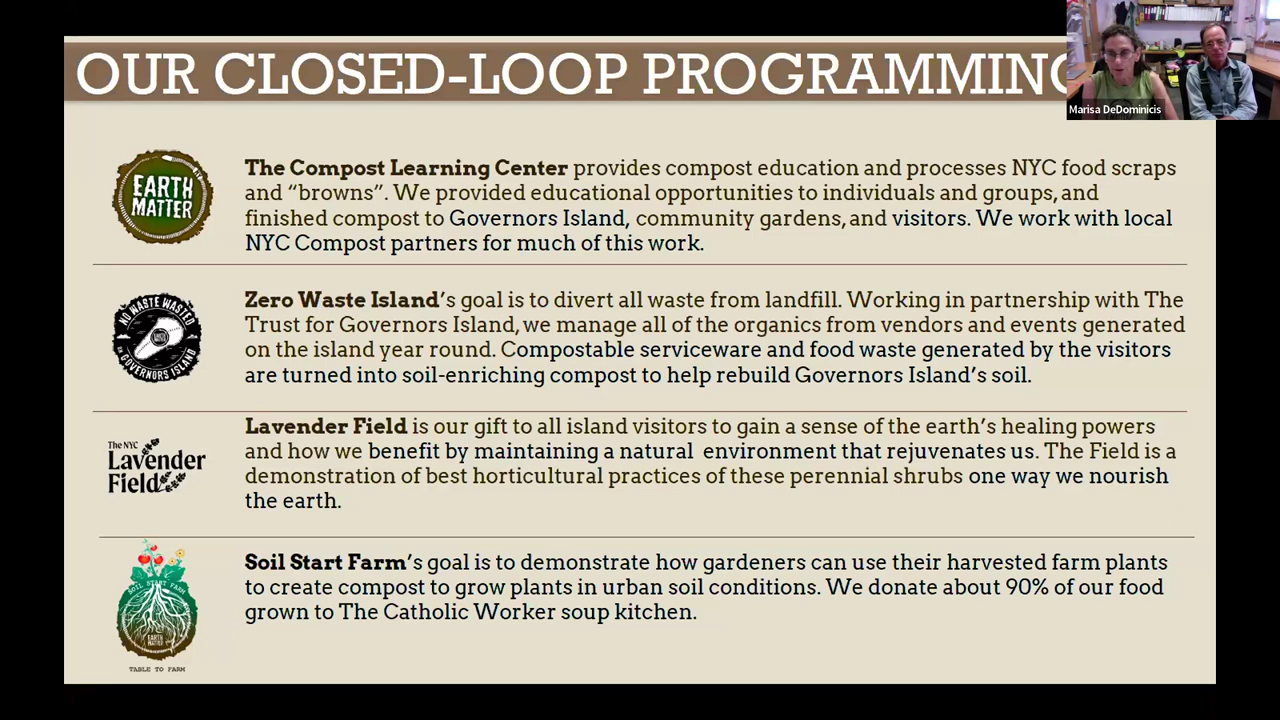 OUR CLOSED-LOOP PROGRAMMING
Marisa DeDominicis
EARTH
MATTER
The Compost Learning Center provides compost education and processes NYC food scraps
and “browns”. We provided educational opportunities to individuals and groups, and
finished compost to Governors Island, community gardens, and visitors. We work with local
NYC Compost partners for much of this work.
NO WASTE WASTED
ON GOVERNORS ISLAND
Zero Waste Island’s goal is to divert all waste from landfill. Working in partnership with The
Trust for Governors Island, we manage all of the organics from vendors and events generated
on the island year round. Compostable serviceware and food waste generated by the visitors
are turned into soil-enriching compost to help rebuild Governors Island’s soil.
The NYC
Lavender
Field
Lavender Field is our gift to all island visitors to gain a sense of the earth’s healing powers
and how we benefit by maintaining a natural environment that rejuvenates us. The Field is a
demonstration of best horticultural practices of these perennial shrubs one way we nourish
the earth.
SOIL START FARM
EARTH
MATTER
TABLE TO FARM
Soil Start Farm’s goal is to demonstrate how gardeners can use their harvested farm plants
to create compost to grow plants in urban soil conditions. We donate about 90% of our food
grown to The Catholic Worker soup kitchen.